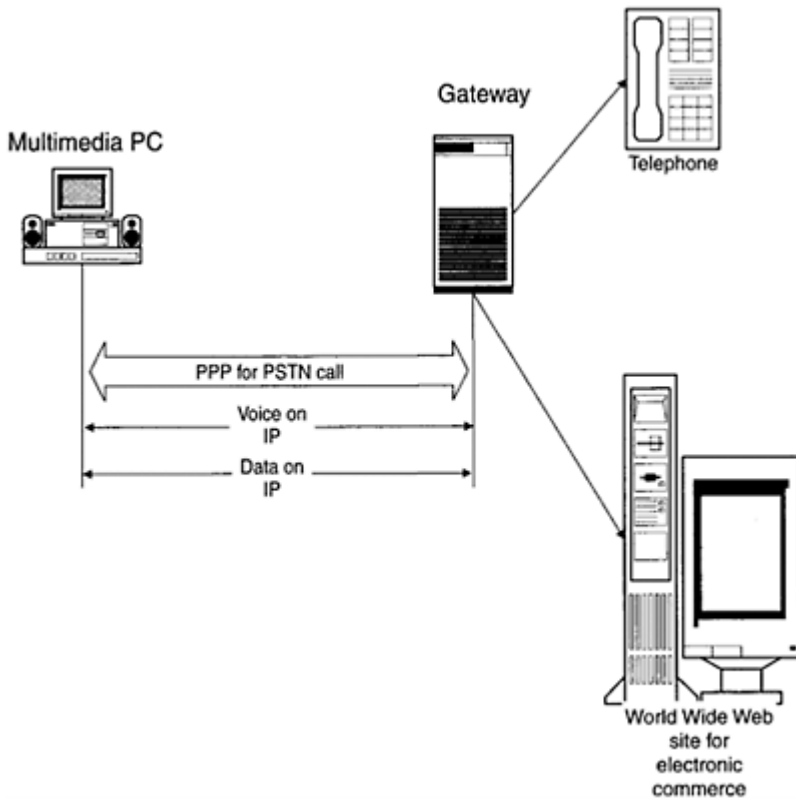 Gateway
Multimedia PC
Telephone
PPP for PSTN call
Voice on
IP
Data on
IP
World Wide Web
site for
electronic
commerce